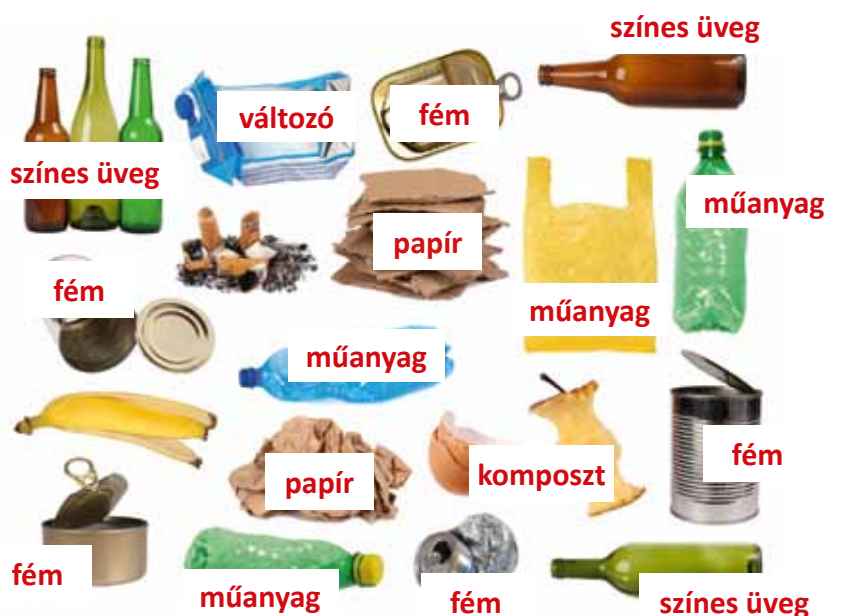 színes üveg
változó
fém
színes üveg
műanyag
papír
fém
műanyag
műanyag
fém
papír
komposzt
fém
műanyag
fém
színes üveg